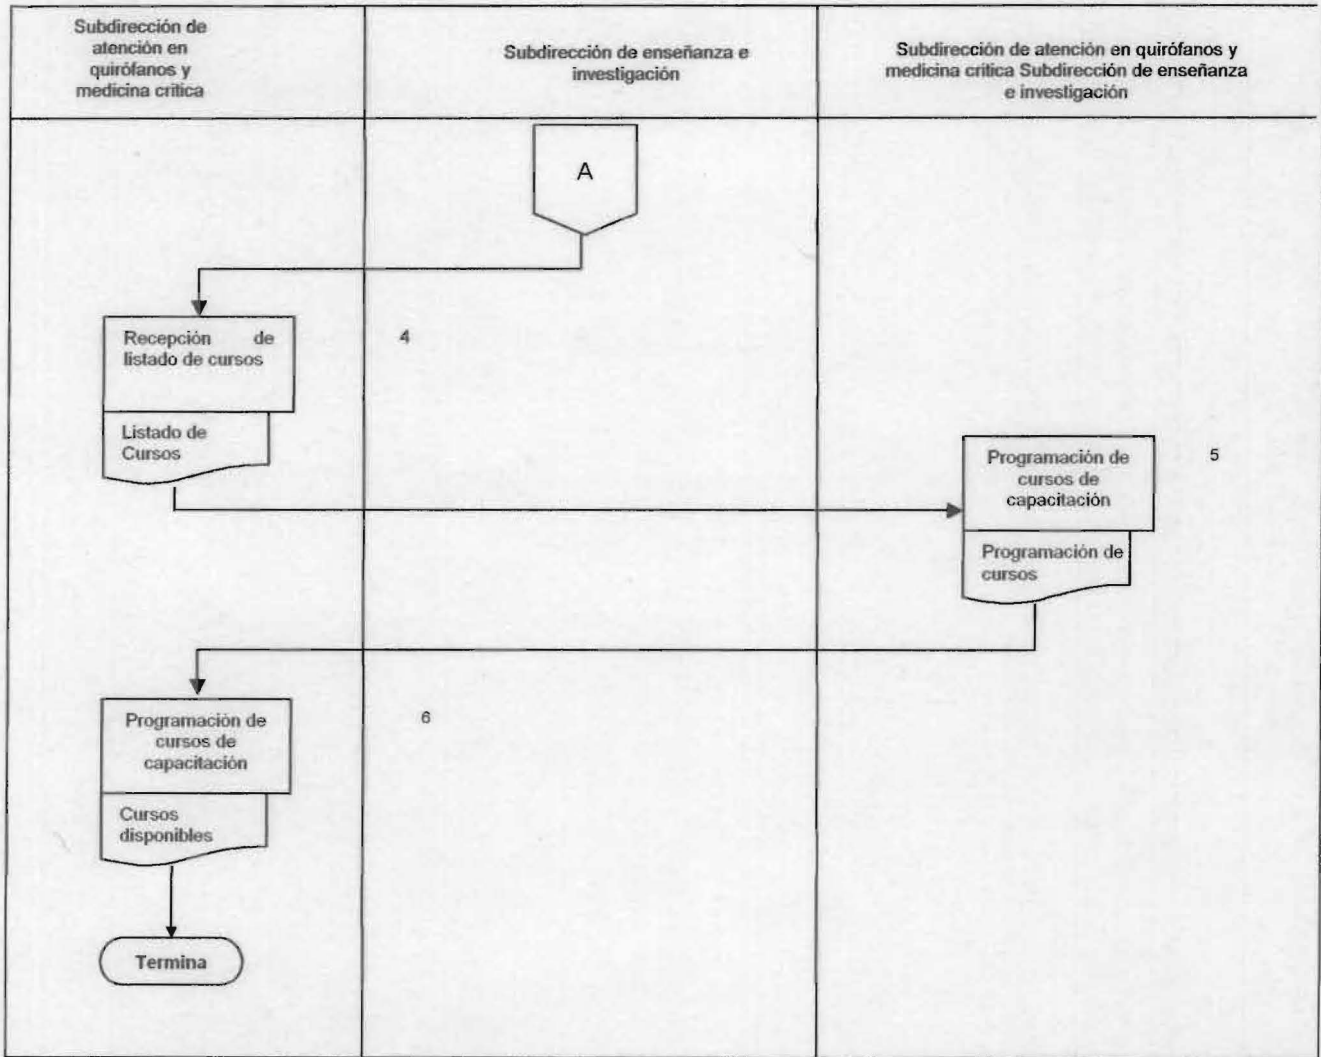 Subdirección de
atención en
quirófanos y
medicina crítica
Subdirección de enseñanza e
investigación
Subdirección de atención en quirófanos y
medicina crítica Subdirección de enseñanza
e investigación
A
Recepción de
listado de cursos
4
Listado de
Cursos
Programación de
cursos de
capacitación
5
Programación de
cursos
Programación de
cursos de
capacitación
6
Cursos
disponibles
Termina